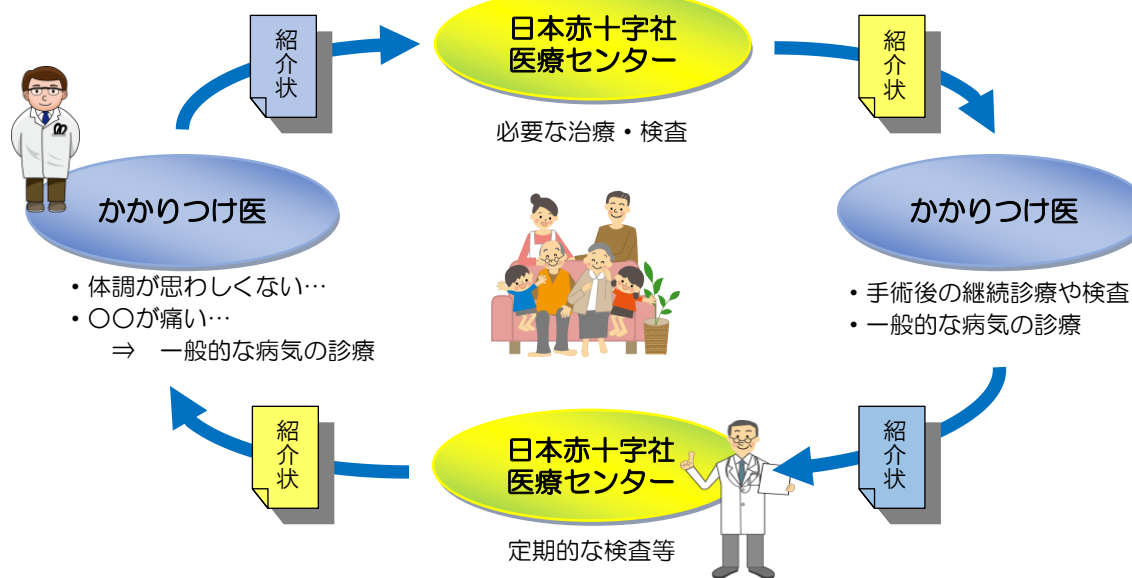 日本赤十字社
医療センター
必要な治療・検査
紹介状
紹介状
かかりつけ医
・体調が思わしくない…
・〇〇が痛い…
⇒　一般的な病気の診療
かかりつけ医
・手術後の継続診療や検査
・一般的な病気の診療
紹介状
日本赤十字社
医療センター
定期的な検査等
紹介状